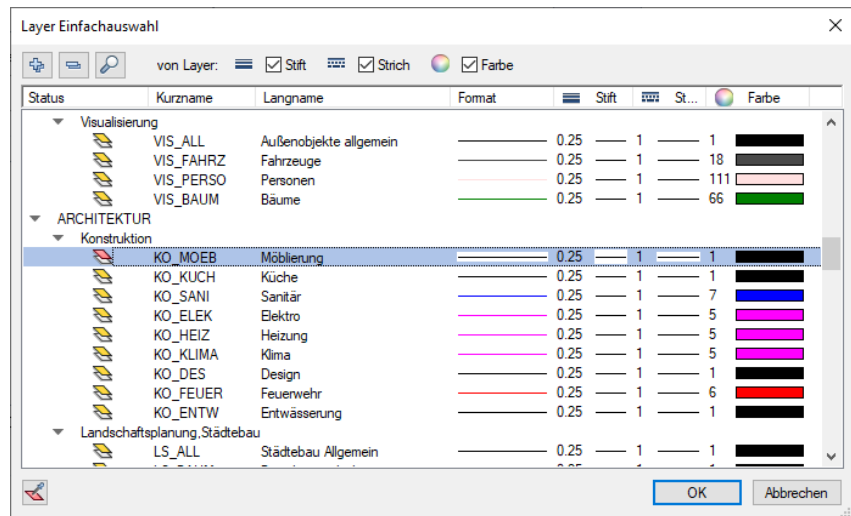 Layer Einfachauswahl
von Layer: Stift Strich Farbe
Status Kurzname Langname Format Stift St... Farbe
Visualisierung
VIS_ALL Außenobjekte allgemein 0.25 1 1
VIS_FAHRZ Fahrzeuge 0.25 1 18
VIS_PERSO Personen 0.25 1 111
VIS_BAUM Bäume 0.25 1 66
ARCHITEKTUR
Konstruktion
KO_MOEB Möblierung 0.25 1 1
KO_KUCH Küche 0.25 1 1
KO_SANI Sanitär 0.25 1 7
KO_ELEK Elektro 0.25 1 5
KO_HEIZ Heizung 0.25 1 5
KO_KLIMA Klima 0.25 1 5
KO_DES Design 0.25 1 1
KO_FEUER Feuerwehr 0.25 1 6
KO_ENTW Entwässerung 0.25 1 1
Landschaftsplanung,Städtebau
LS_ALL Städtebau Allgemein 0.25 1 1
OK Abbrechen